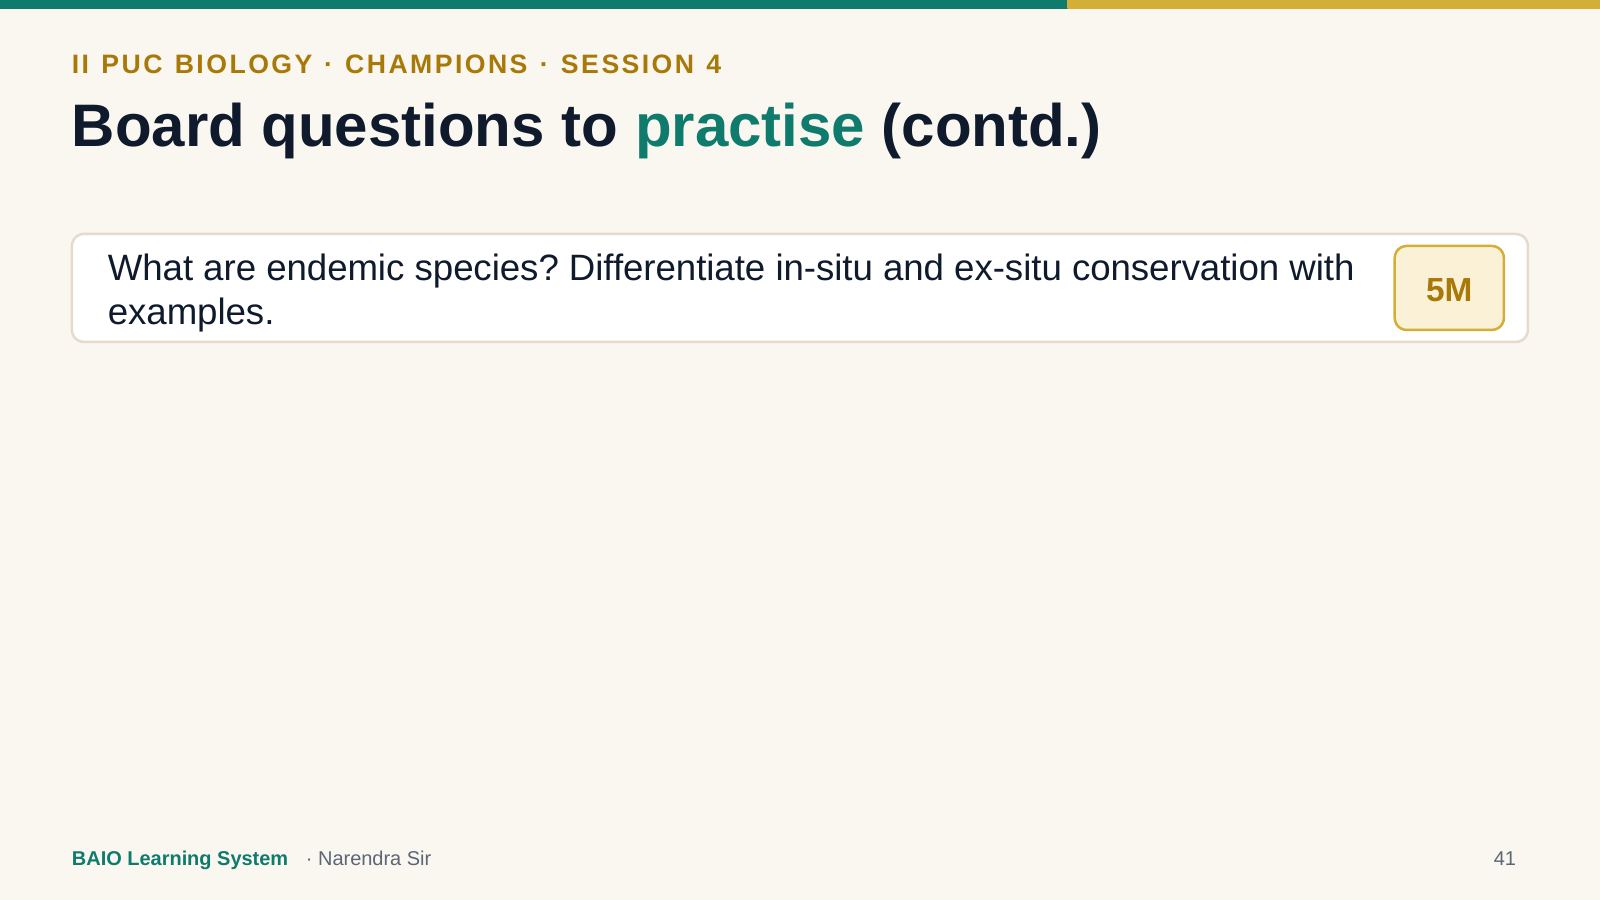 II PUC BIOLOGY · CHAMPIONS · SESSION 4
Board questions to practise (contd.)
What are endemic species? Differentiate in-situ and ex-situ conservation with
examples.
5M
BAIO Learning System · Narendra Sir
41